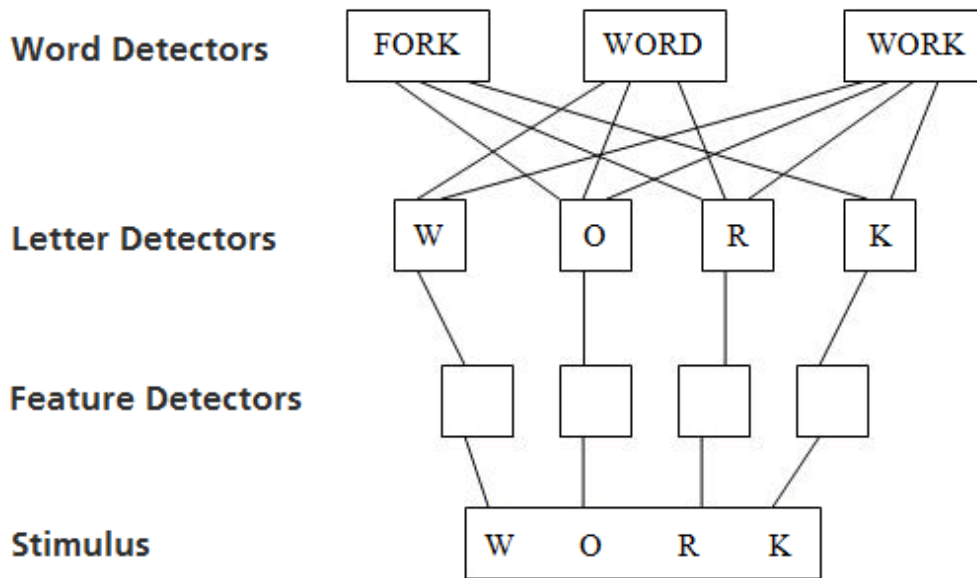 Word Detectors FORK WORD WORK
Letter Detectors W O R K
Feature Detectors
Stimulus W O R K